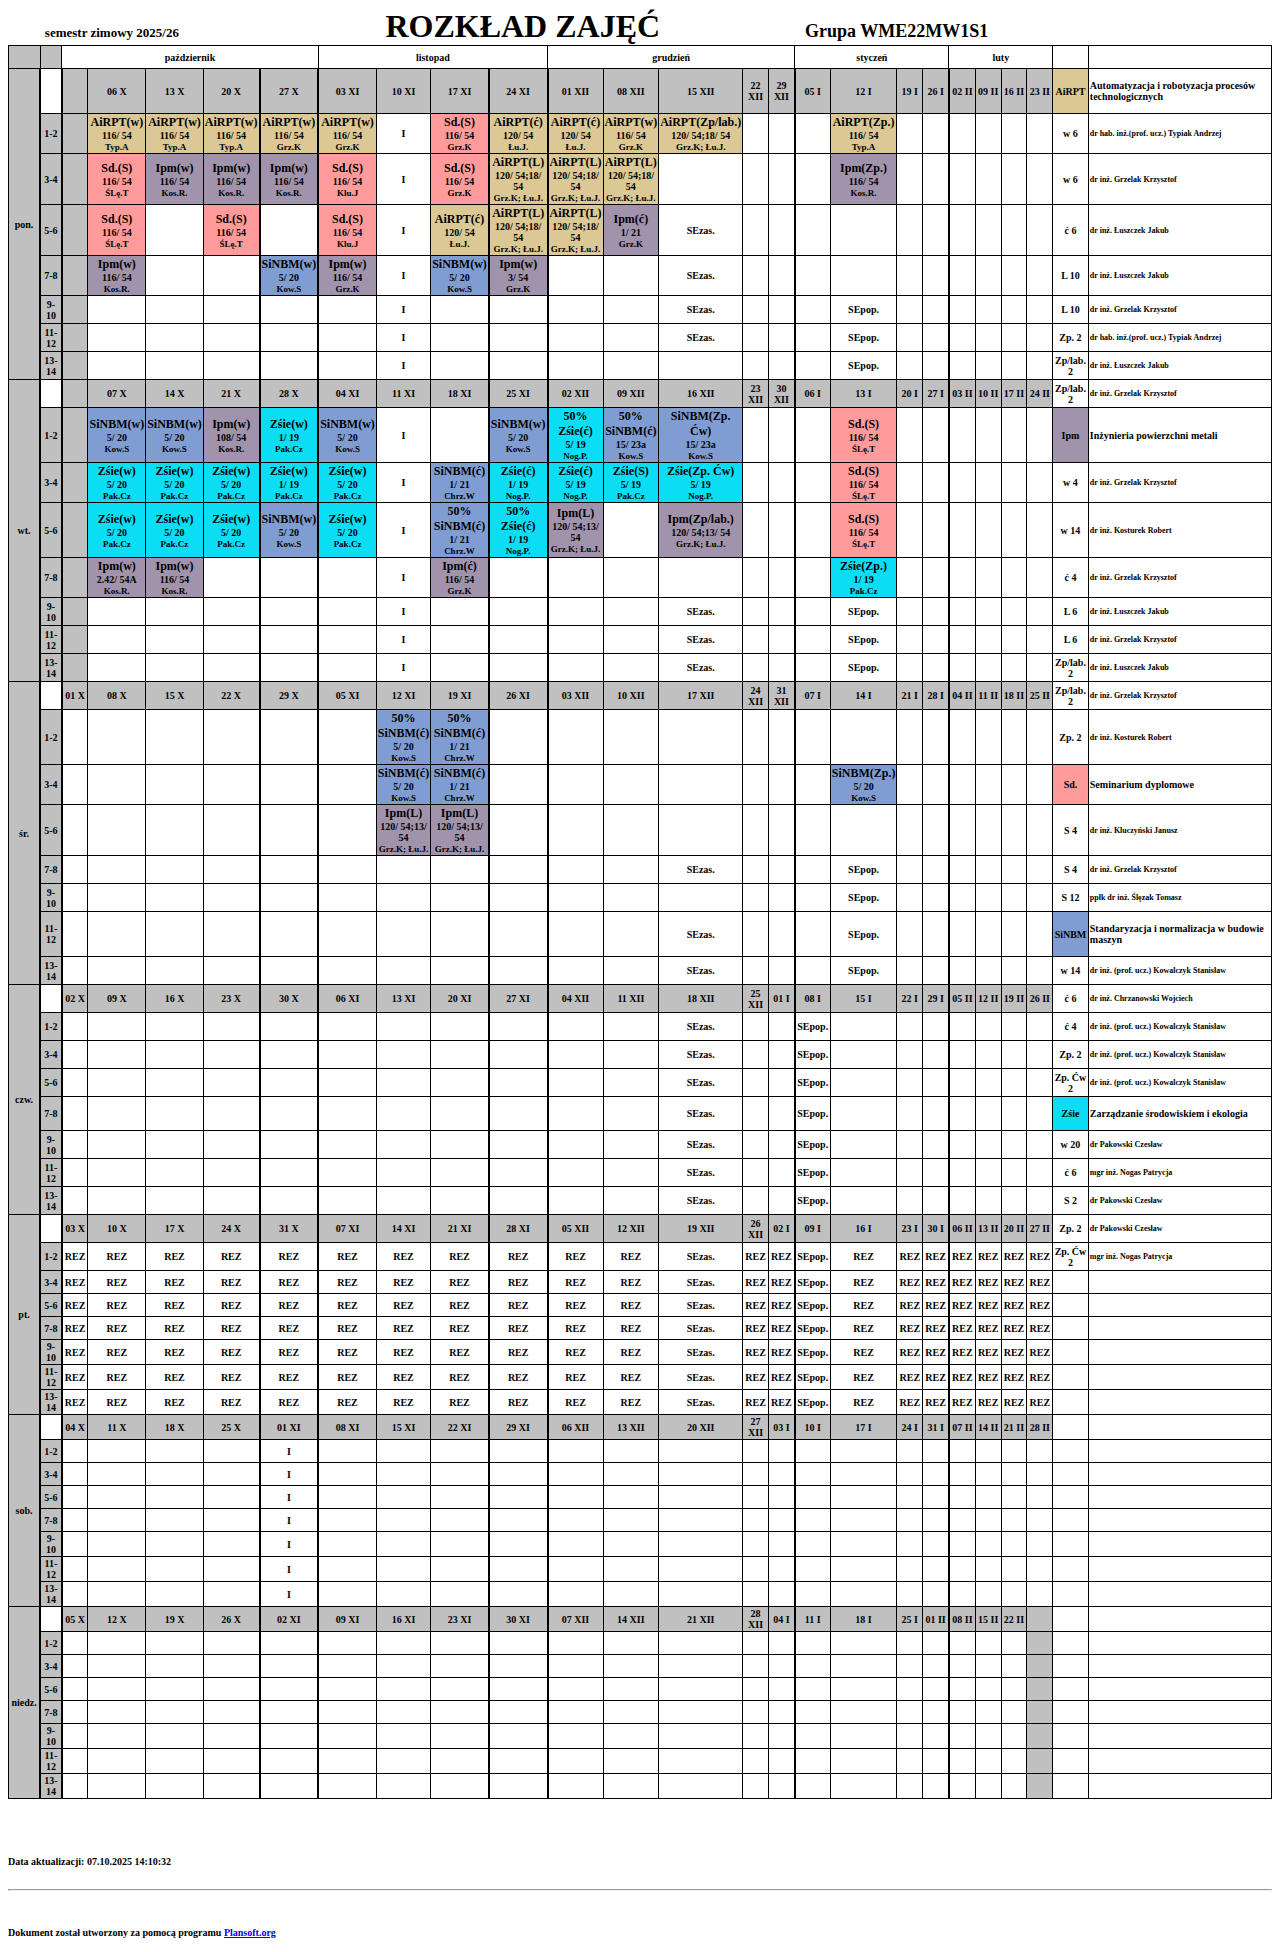 semestr zimowy 2025/26 ROZKŁAD ZAJĘĆ Grupa WME22MW1S1
październik listopad grudzień styczeń luty
pon.
06 X 13 X 20 X 27 X 03 XI 10 XI 17 XI 24 XI 01 XII 08 XII 15 XII 22 XII 29 XII 05 I 12 I 19 I 26 I 02 II 09 II 16 II 23 II AiRPT Automatyzacja i robotyzacja procesów technologicznych
1-2 AiRPT(w) 116/ 54 Typ.A AiRPT(w) 116/ 54 Typ.A AiRPT(w) 116/ 54 Typ.A AiRPT(w) 116/ 54 Grz.K AiRPT(w) 116/ 54 Grz.K I Sd.(S) 116/ 54 Grz.K AiRPT(ć) 120/ 54 Łu.J. AiRPT(ć) 120/ 54 Łu.J. AiRPT(w) 116/ 54 Grz.K AiRPT(Zp/lab) 120/ 54;18/ 54 Grz.K; Łu.J. AiRPT(Zp.) 116/ 54 Typ.A w 6 dr hab. inż.(prof. ucz.) Typiak Andrzej
3-4 Sd.(S) 116/ 54 ŚLę.T Ipm(w) 116/ 54 Kos.R. Ipm(w) 116/ 54 Kos.R. Ipm(w) 116/ 54 Kos.R. Sd.(S) 116/ 54 Klu.J I Sd.(S) 116/ 54 Grz.K AiRPT(L) 120/ 54;18/ 54 Grz.K; Łu.J. AiRPT(L) 120/ 54;18/ 54 Grz.K; Łu.J. AiRPT(L) 120/ 54;18/ 54 Grz.K; Łu.J. Ipm(Zp.) 116/ 54 Kos.R. w 6 dr inż. Grzelak Krzysztof
5-6 Sd.(S) 116/ 54 ŚLę.T Sd.(S) 116/ 54 ŚLę.T Sd.(S) 116/ 54 Klu.J I AiRPT(ć) 120/ 54 Łu.J. AiRPT(L) 120/ 54;18/ 54 Grz.K; Łu.J. AiRPT(L) 120/ 54;18/ 54 Grz.K; Łu.J. Ipm(ć) 1/ 21 Grz.K SEzas. ć 6 dr inż. Łuszczek Jakub
7-8 Ipm(w) 116/ 54 Kos.R. SiNBM(w) 5/ 20 Kow.S Ipm(w) 116/ 54 Grz.K I SiNBM(w) 5/ 20 Kow.S Ipm(w) 3/ 54 Grz.K SEzas. L 10 dr inż. Łuszczek Jakub
9-10 I SEzas. SEpop. L 10 dr inż. Grzelak Krzysztof
11-12 I SEzas. SEpop. Zp. 2 dr hab. inż.(prof. ucz.) Typiak Andrzej
13-14 I SEpop. Zp/lab. 2 dr inż. Łuszczek Jakub
wt.
07 X 14 X 21 X 28 X 04 XI 11 XI 18 XI 25 XI 02 XII 09 XII 16 XII 23 XII 30 XII 06 I 13 I 20 I 27 I 03 II 10 II 17 II 24 II Zp/lab. 2 dr inż. Grzelak Krzysztof
1-2 SiNBM(w) 5/ 20 Kow.S SiNBM(w) 5/ 20 Kow.S Ipm(w) 108/ 54 Kos.R. Zśie(w) 1/ 19 Pak.Cz SiNBM(w) 5/ 20 Kow.S I SiNBM(w) 5/ 20 Kow.S 50% Zśie(ć) 5/ 19 Nog.P. 50% SiNBM(ć) 15/ 23a Kow.S SiNBM(Zp. Ćw) 15/ 23a Kow.S Sd.(S) 116/ 54 ŚLę.T Ipm Inżynieria powierzchni metali
3-4 Zśie(w) 5/ 20 Pak.Cz Zśie(w) 5/ 20 Pak.Cz Zśie(w) 5/ 20 Pak.Cz Zśie(w) 1/ 19 Pak.Cz Zśie(w) 5/ 20 Pak.Cz I SiNBM(ć) 1/ 21 Chrz.W Zśie(ć) 1/ 19 Nog.P. Zśie(ć) 5/ 19 Nog.P. Zśie(S) 5/ 19 Pak.Cz Zśie(Zp. Ćw) 5/ 19 Nog.P. Sd.(S) 116/ 54 ŚLę.T w 4 dr inż. Grzelak Krzysztof
5-6 Zśie(w) 5/ 20 Pak.Cz Zśie(w) 5/ 20 Pak.Cz Zśie(w) 5/ 20 Pak.Cz SiNBM(w) 5/ 20 Kow.S Zśie(w) 5/ 20 Pak.Cz I 50% SiNBM(ć) 1/ 21 Chrz.W 50% Zśie(ć) 1/ 19 Nog.P. Ipm(L) 120/ 54;13/ 54 Grz.K; Łu.J. Ipm(Zp/lab.) 120/ 54;13/ 54 Grz.K; Łu.J. Sd.(S) 116/ 54 ŚLę.T w 14 dr inż. Kosturek Robert
7-8 Ipm(w) 2.42/ 54A Kos.R. Ipm(w) 116/ 54 Kos.R. I Ipm(ć) 116/ 54 Grz.K Zśie(Zp.) 1/ 19 Pak.Cz ć 4 dr inż. Grzelak Krzysztof
9-10 I SEzas. SEpop. L 6 dr inż. Łuszczek Jakub
11-12 I SEzas. SEpop. L 6 dr inż. Grzelak Krzysztof
13-14 I SEzas. SEpop. Zp/lab. 2 dr inż. Łuszczek Jakub
śr.
01 X 08 X 15 X 22 X 29 X 05 XI 12 XI 19 XI 26 XI 03 XII 10 XII 17 XII 24 XII 31 XII 07 I 14 I 21 I 28 I 04 II 11 II 18 II 25 II Zp/lab. 2 dr inż. Grzelak Krzysztof
1-2 50% SiNBM(ć) 5/ 20 Kow.S 50% SiNBM(ć) 1/ 21 Chrz.W Zp. 2 dr inż. Kosturek Robert
3-4 SiNBM(ć) 5/ 20 Kow.S SiNBM(ć) 1/ 21 Chrz.W SiNBM(Zp.) 5/ 20 Kow.S Sd. Seminarium dyplomowe
5-6 Ipm(L) 120/ 54;13/ 54 Grz.K; Łu.J. Ipm(L) 120/ 54;13/ 54 Grz.K; Łu.J. S 4 dr inż. Kluczyński Janusz
7-8 SEzas. SEpop. S 4 dr inż. Grzelak Krzysztof
9-10 SEpop. S 12 ppłk dr inż. Ślęzak Tomasz
11-12 SEzas. SEpop. SiNBM Standaryzacja i normalizacja w budowie maszyn
13-14 SEzas. SEpop. w 14 dr inż. (prof. ucz.) Kowalczyk Stanisław
czw.
02 X 09 X 16 X 23 X 30 X 06 XI 13 XI 20 XI 27 XI 04 XII 11 XII 18 XII 25 XII 01 I 08 I 15 I 22 I 29 I 05 II 12 II 19 II 26 II ć 6 dr inż. Chrzanowski Wojciech
1-2 SEzas. SEpop. ć 4 dr inż. (prof. ucz.) Kowalczyk Stanisław
3-4 SEzas. SEpop. Zp. 2 dr inż. (prof. ucz.) Kowalczyk Stanisław
5-6 SEzas. SEpop. Zp. Ćw 2 dr inż. (prof. ucz.) Kowalczyk Stanisław
7-8 SEzas. SEpop. Zśie Zarządzanie środowiskiem i ekologia
9-10 SEzas. SEpop. w 20 dr Pakowski Czesław
11-12 SEzas. SEpop. ć 6 mgr inż. Nogas Patrycja
13-14 SEzas. SEpop. S 2 dr Pakowski Czesław
pt.
03 X 10 X 17 X 24 X 31 X 07 XI 14 XI 21 XI 28 XI 05 XII 12 XII 19 XII 26 XII 02 I 09 I 16 I 23 I 30 I 06 II 13 II 20 II 27 II Zp. 2 dr Pakowski Czesław
1-2 REZ REZ REZ REZ REZ REZ REZ REZ REZ REZ REZ SEzas. REZ REZ SEpop. REZ REZ REZ REZ REZ REZ REZ Zp. Ćw 2 mgr inż. Nogas Patrycja
3-4 REZ REZ REZ REZ REZ REZ REZ REZ REZ REZ REZ SEzas. REZ REZ SEpop. REZ REZ REZ REZ REZ REZ REZ
5-6 REZ REZ REZ REZ REZ REZ REZ REZ REZ REZ REZ SEzas. REZ REZ SEpop. REZ REZ REZ REZ REZ REZ REZ
7-8 REZ REZ REZ REZ REZ REZ REZ REZ REZ REZ REZ SEzas. REZ REZ SEpop. REZ REZ REZ REZ REZ REZ REZ
9-10 REZ REZ REZ REZ REZ REZ REZ REZ REZ REZ REZ SEzas. REZ REZ SEpop. REZ REZ REZ REZ REZ REZ REZ
11-12 REZ REZ REZ REZ REZ REZ REZ REZ REZ REZ REZ SEzas. REZ REZ SEpop. REZ REZ REZ REZ REZ REZ REZ
13-14 REZ REZ REZ REZ REZ REZ REZ REZ REZ REZ REZ SEzas. REZ REZ SEpop. REZ REZ REZ REZ REZ REZ REZ
sob.
04 X 11 X 18 X 25 X 01 XI 08 XI 15 XI 22 XI 29 XI 06 XII 13 XII 20 XII 27 XII 03 I 10 I 17 I 24 I 31 I 07 II 14 II 21 II 28 II
1-2 I
3-4 I
5-6 I
7-8 I
9-10 I
11-12 I
13-14 I
niedz.
05 X 12 X 19 X 26 X 02 XI 09 XI 16 XI 23 XI 30 XI 07 XII 14 XII 21 XII 28 XII 04 I 11 I 18 I 25 I 01 II 08 II 15 II 22 II
1-2
3-4
5-6
7-8
9-10
11-12
13-14
Data aktualizacji: 07.10.2025 14:10:32
Dokument został utworzony za pomocą programu Plansoft.org